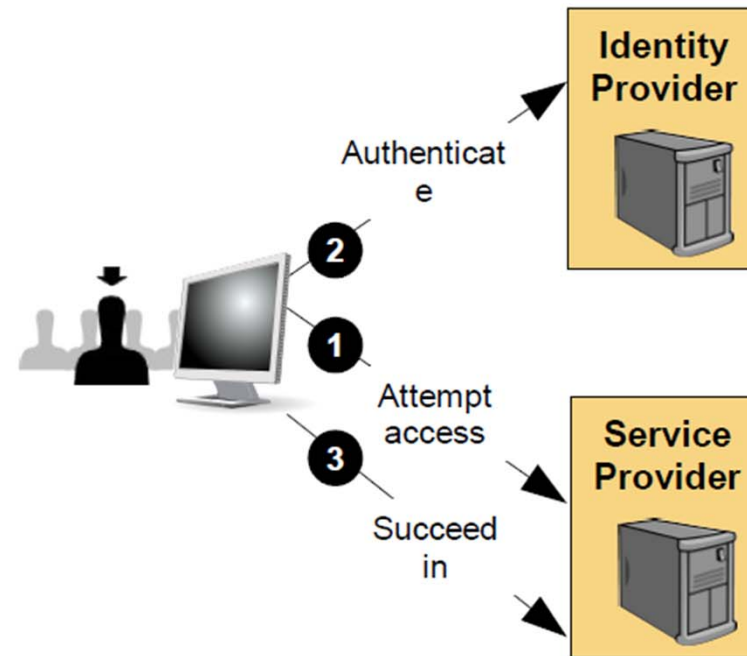 Identity
Provider
Authenticat
e
2
1
Attempt
access
3
Succeed
in
Service
Provider